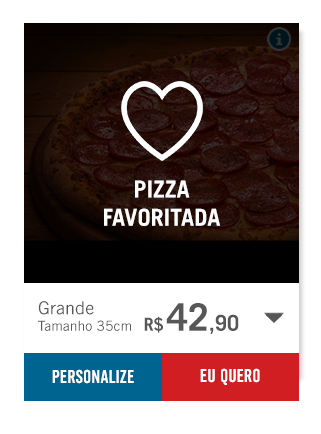 i
PIZZA
FAVORITADA
Grande
Tamanho 35cm R$42,90
PERSONALIZE EU QUERO